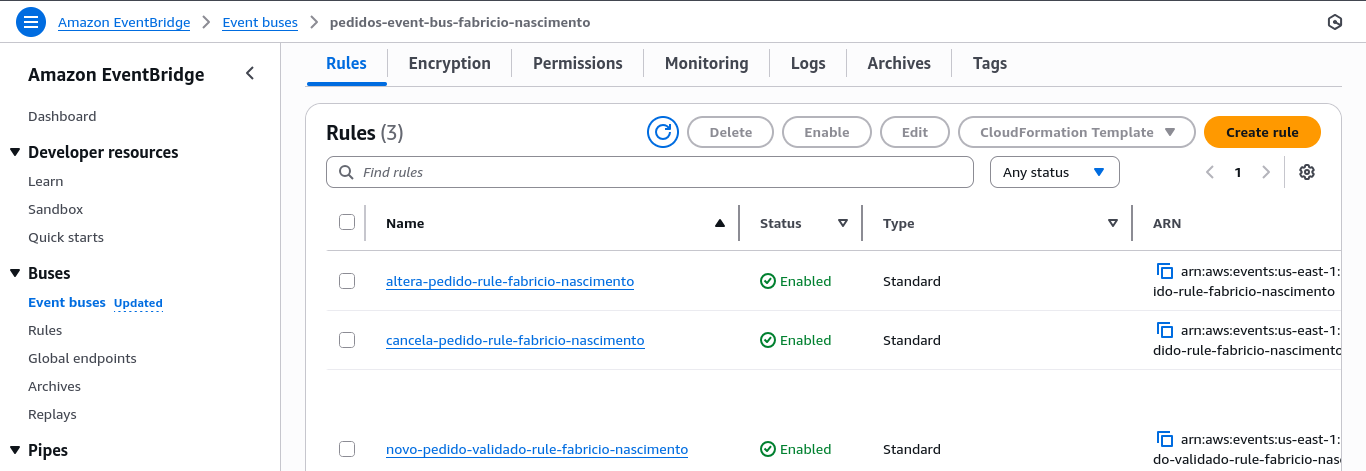 Amazon EventBridge > Event buses > pedidos-event-bus-fabricio-nascimento
Amazon EventBridge
Dashboard
Developer resources
Learn
Sandbox
Quick starts
Buses
Event buses Updated
Rules
Global endpoints
Archives
Replays
Pipes
Rules Encryption Permissions Monitoring Logs Archives Tags
Rules (3) Delete Enable Edit CloudFormation Template Create rule
Find rules Any status 1
Name Status Type ARN
altera-pedido-rule-fabricio-nascimento Enabled Standard arn:aws:events:us-east-1:
ido-rule-fabricio-nascimento
cancela-pedido-rule-fabricio-nascimento Enabled Standard arn:aws:events:us-east-1:
dido-rule-fabricio-nascimento
novo-pedido-validado-rule-fabricio-nascimento Enabled Standard arn:aws:events:us-east-1:
do-validado-rule-fabricio-nas